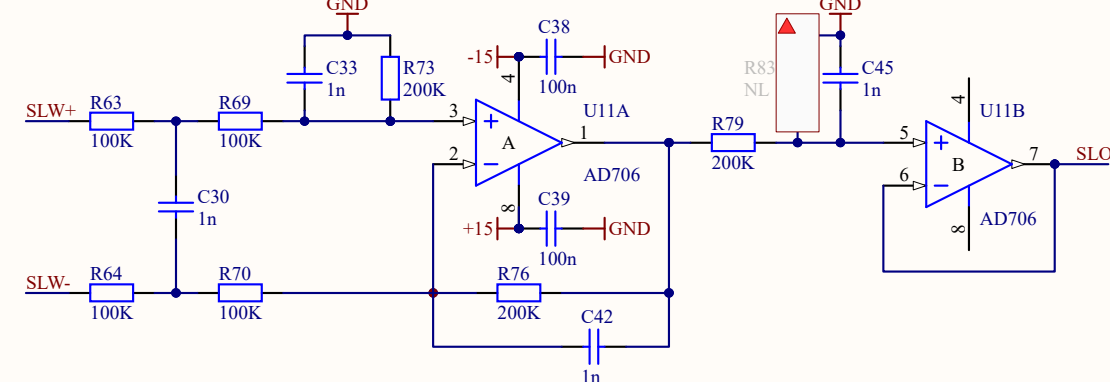 GND
GND
C38
-15
GND
4
100n
C33
1n
R73
200K
R83
NL
C45
1n
SLW+
R63
100K
R69
100K
3
U11A
A
1
2
AD706
R79
200K
4
U11B
5
B
7
6
SLO
AD706
8
C30
1n
8
C39
+15
GND
100n
SLW-
R64
100K
R70
100K
R76
200K
C42
1n